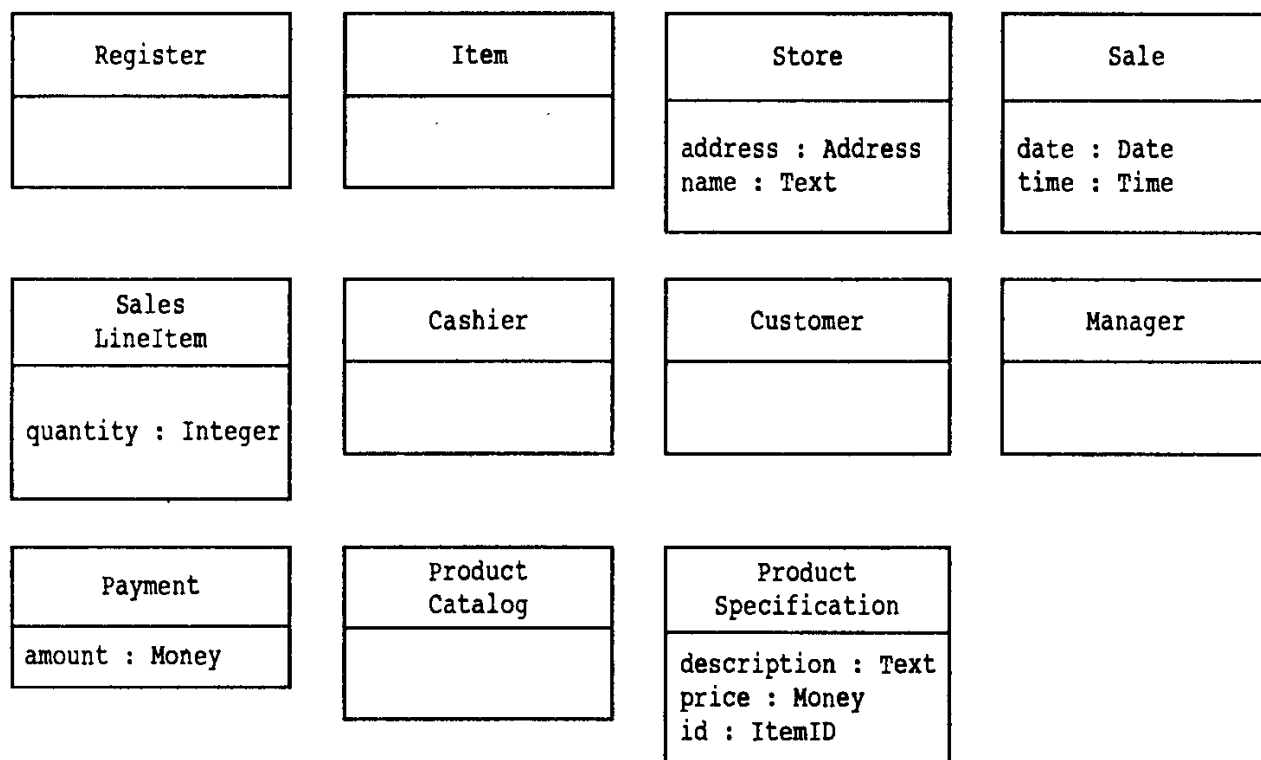 Register
Item
Store
Sale
address : Address
name : Text
date : Date
time : Time
Sales
LineItem
Cashier
Customer
Manager
quantity : Integer
Payment
Product
Catalog
Product
Specification
amount : Money
description : Text
price : Money
id : ItemID